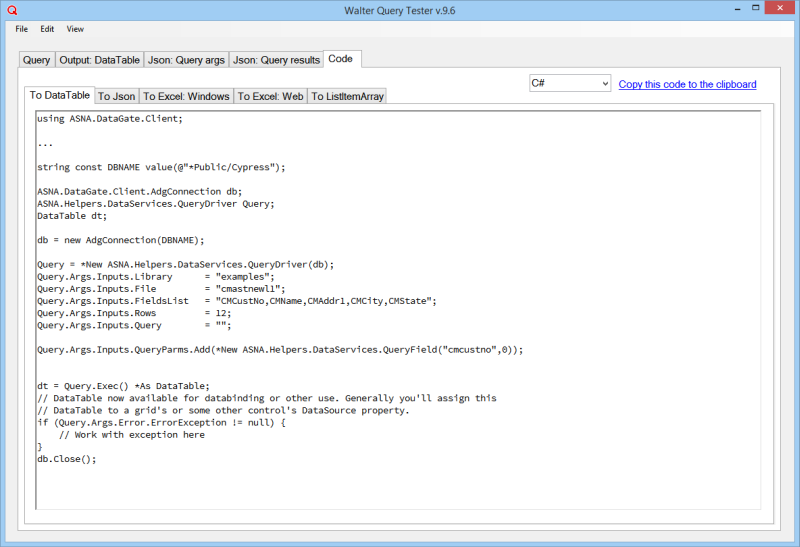 Walter Query Tester v.9.6
File Edit View
Query Output: DataTable Json: Query args Json: Query results Code
C# Copy this code to the clipboard
To DataTable To Json To Excel: Windows To Excel: Web To ListItemArray
using ASNA.DataGate.Client;
...
string const DBNAME value(@"*Public/Cypress");
ASNA.DataGate.Client.AdgConnection db;
ASNA.Helpers.DataServices.QueryDriver Query;
DataTable dt;
db = new AdgConnection(DBNAME);
Query = *New ASNA.Helpers.DataServices.QueryDriver(db);
Query.Args.Inputs.Library = "examples";
Query.Args.Inputs.File = "cmastnewl1";
Query.Args.Inputs.FieldsList = "CMCustNo,CMName,CMAddr1,CMCity,CMState";
Query.Args.Inputs.Rows = 12;
Query.Args.Inputs.Query = "";
Query.Args.Inputs.QueryParms.Add(*New ASNA.Helpers.DataServices.QueryField("cmcustno",0));
dt = Query.Exec() *As DataTable;
// DataTable now available for databinding or other use. Generally you'll assign this
// DataTable to a grid's or some other control's DataSource property.
if (Query.Args.Error.ErrorException != null) {
// Work with exception here
}
db.Close();